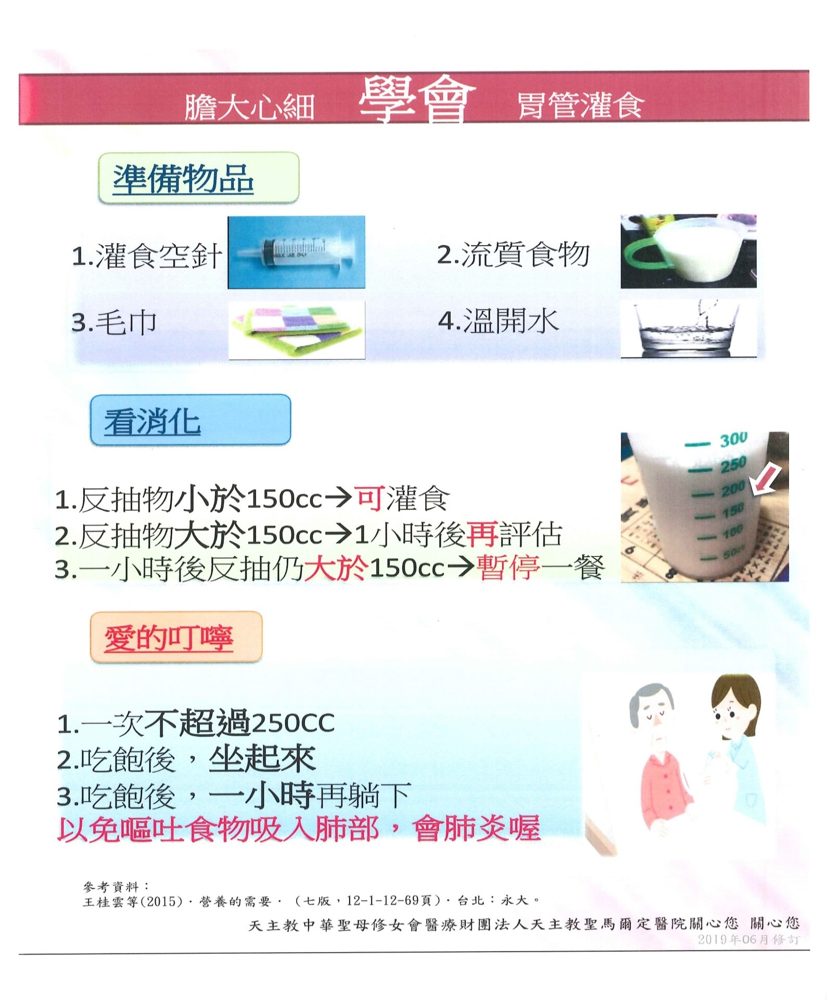 膽大心細 學會 胃管灌食
準備物品
1.灌食空針
2.流質食物
3.毛巾
4.溫開水
看消化
300
250
200
150
100
50cc
1.反抽物小於150cc→可灌食
2.反抽物大於150cc→1小時後再評估
3.一小時後反抽仍大於150cc→暫停一餐
愛的叮嚀
1.一次不超過250CC
2.吃飽後，坐起來
3.吃飽後，一小時再躺下
以免嘔吐食物吸入肺部，會肺炎喔
參考資料：
王桂雲等(2015)．營養的需要．（七版，12-1-12-69頁)．台北：永大。
天主教中華聖母修女會醫療財團法人天主教聖馬爾定醫院關心您 關心您
2019年06月修訂